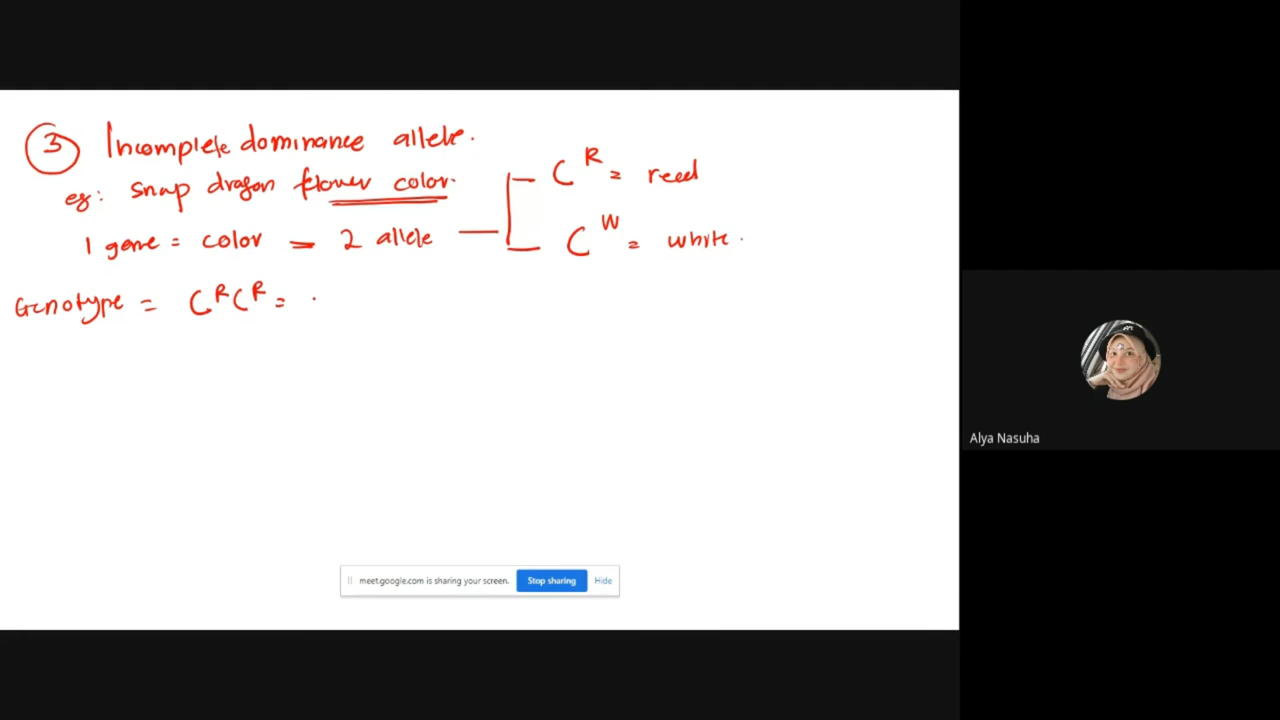 3 Incomplete dominance allele.
eg: snap dragon flower color.
1 gene = color - 2 allele
C^R = reed
C^W = white.
Genotype = C^R C^R =
meet.google.com is sharing your screen. Stop sharing Hide
Alya Nasuha